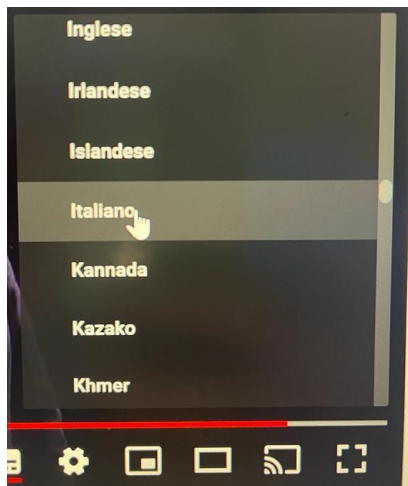 Inglese
Irlandese
Islandese
Italiano
Kannada
Kazako
Khmer